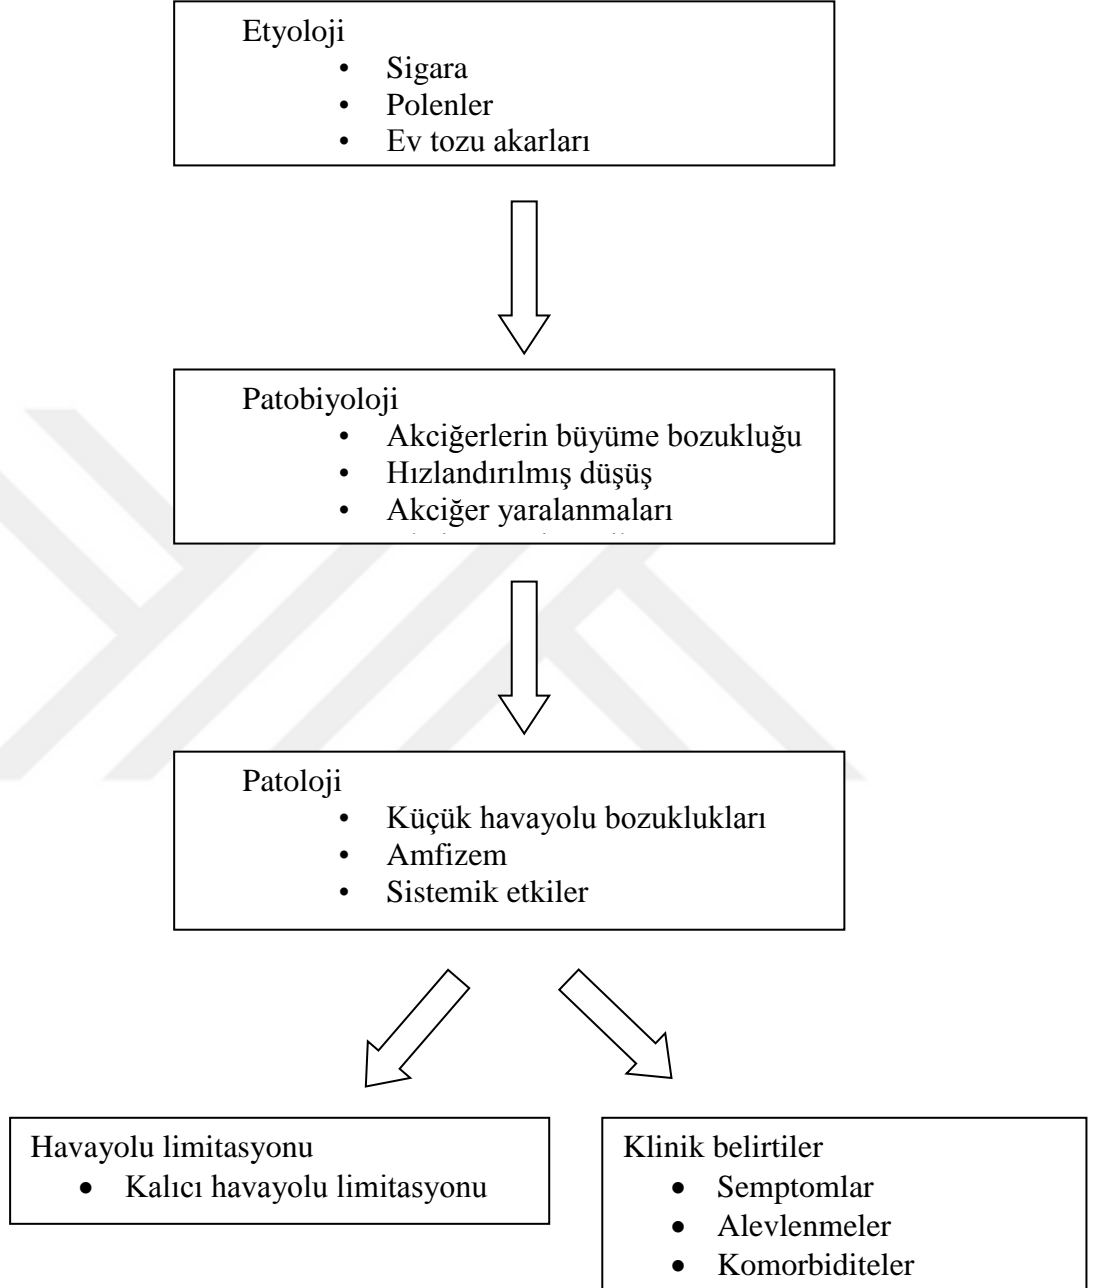 Etyoloji
• Sigara
• Polenler
• Ev tozu akarları
Patobiyoloji
• Akciğerlerin büyüme bozukluğu
• Hızlandırılmış düşüş
• Akciğer yaralanmaları
Patoloji
• Küçük havayolu bozuklukları
• Amfizem
• Sistemik etkiler
Havayolu limitasyonu
• Kalıcı havayolu limitasyonu
Klinik belirtiler
• Semptomlar
• Alevlenmeler
• Komorbiditeler